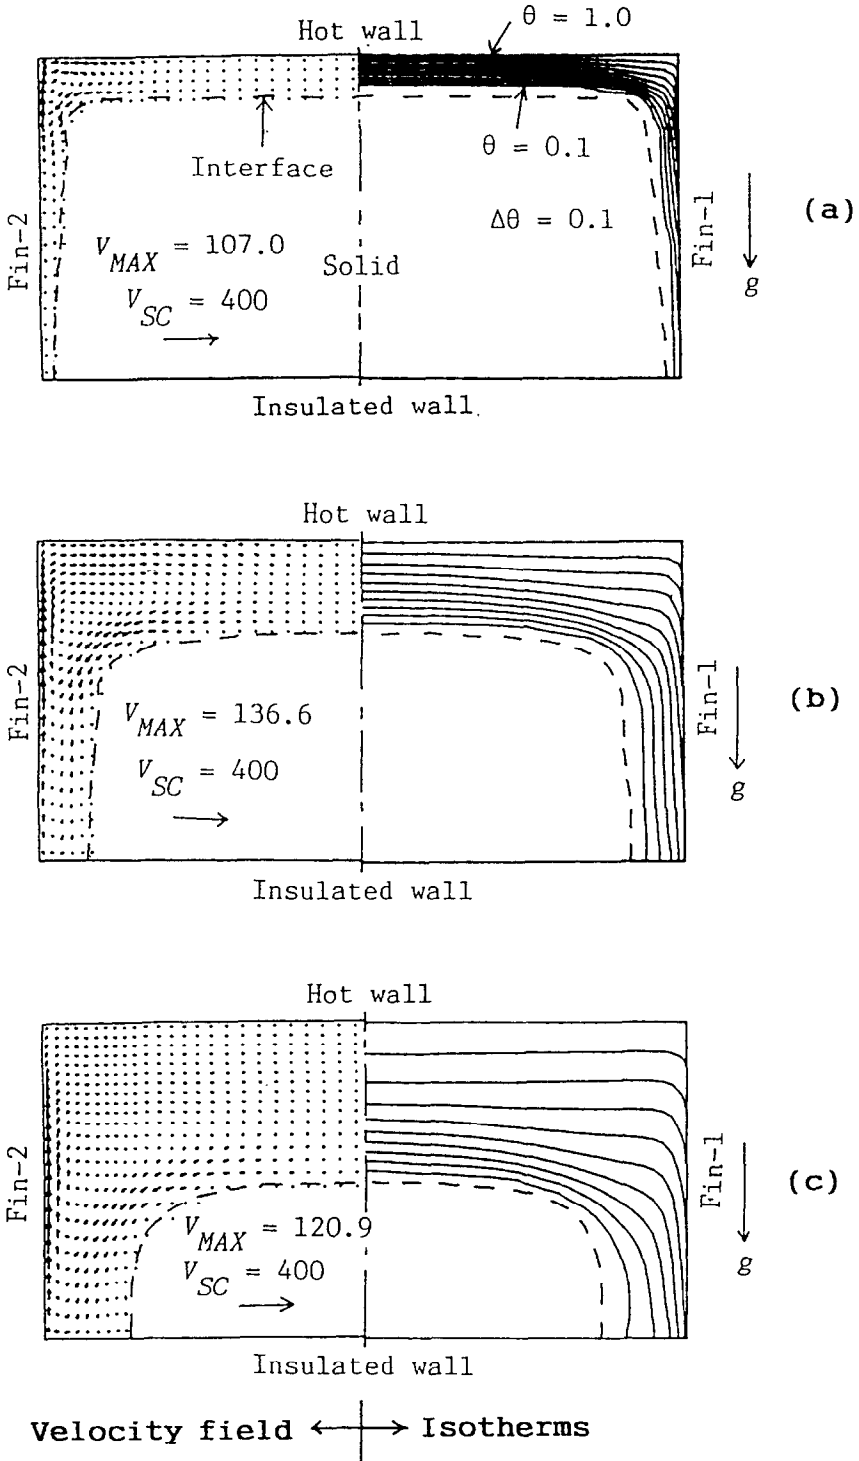 Hot wall
θ = 1.0
Interface
θ = 0.1
Δθ = 0.1
Fin-2
V_MAX = 107.0
Solid
V_SC = 400
Fin-1
g
(a)
Insulated wall.
Hot wall
Fin-2
V_MAX = 136.6
V_SC = 400
Fin-1
g
(b)
Insulated wall
Hot wall
Fin-2
V_MAX = 120.9
V_SC = 400
Fin-1
g
(c)
Insulated wall
Velocity field ←→ Isotherms